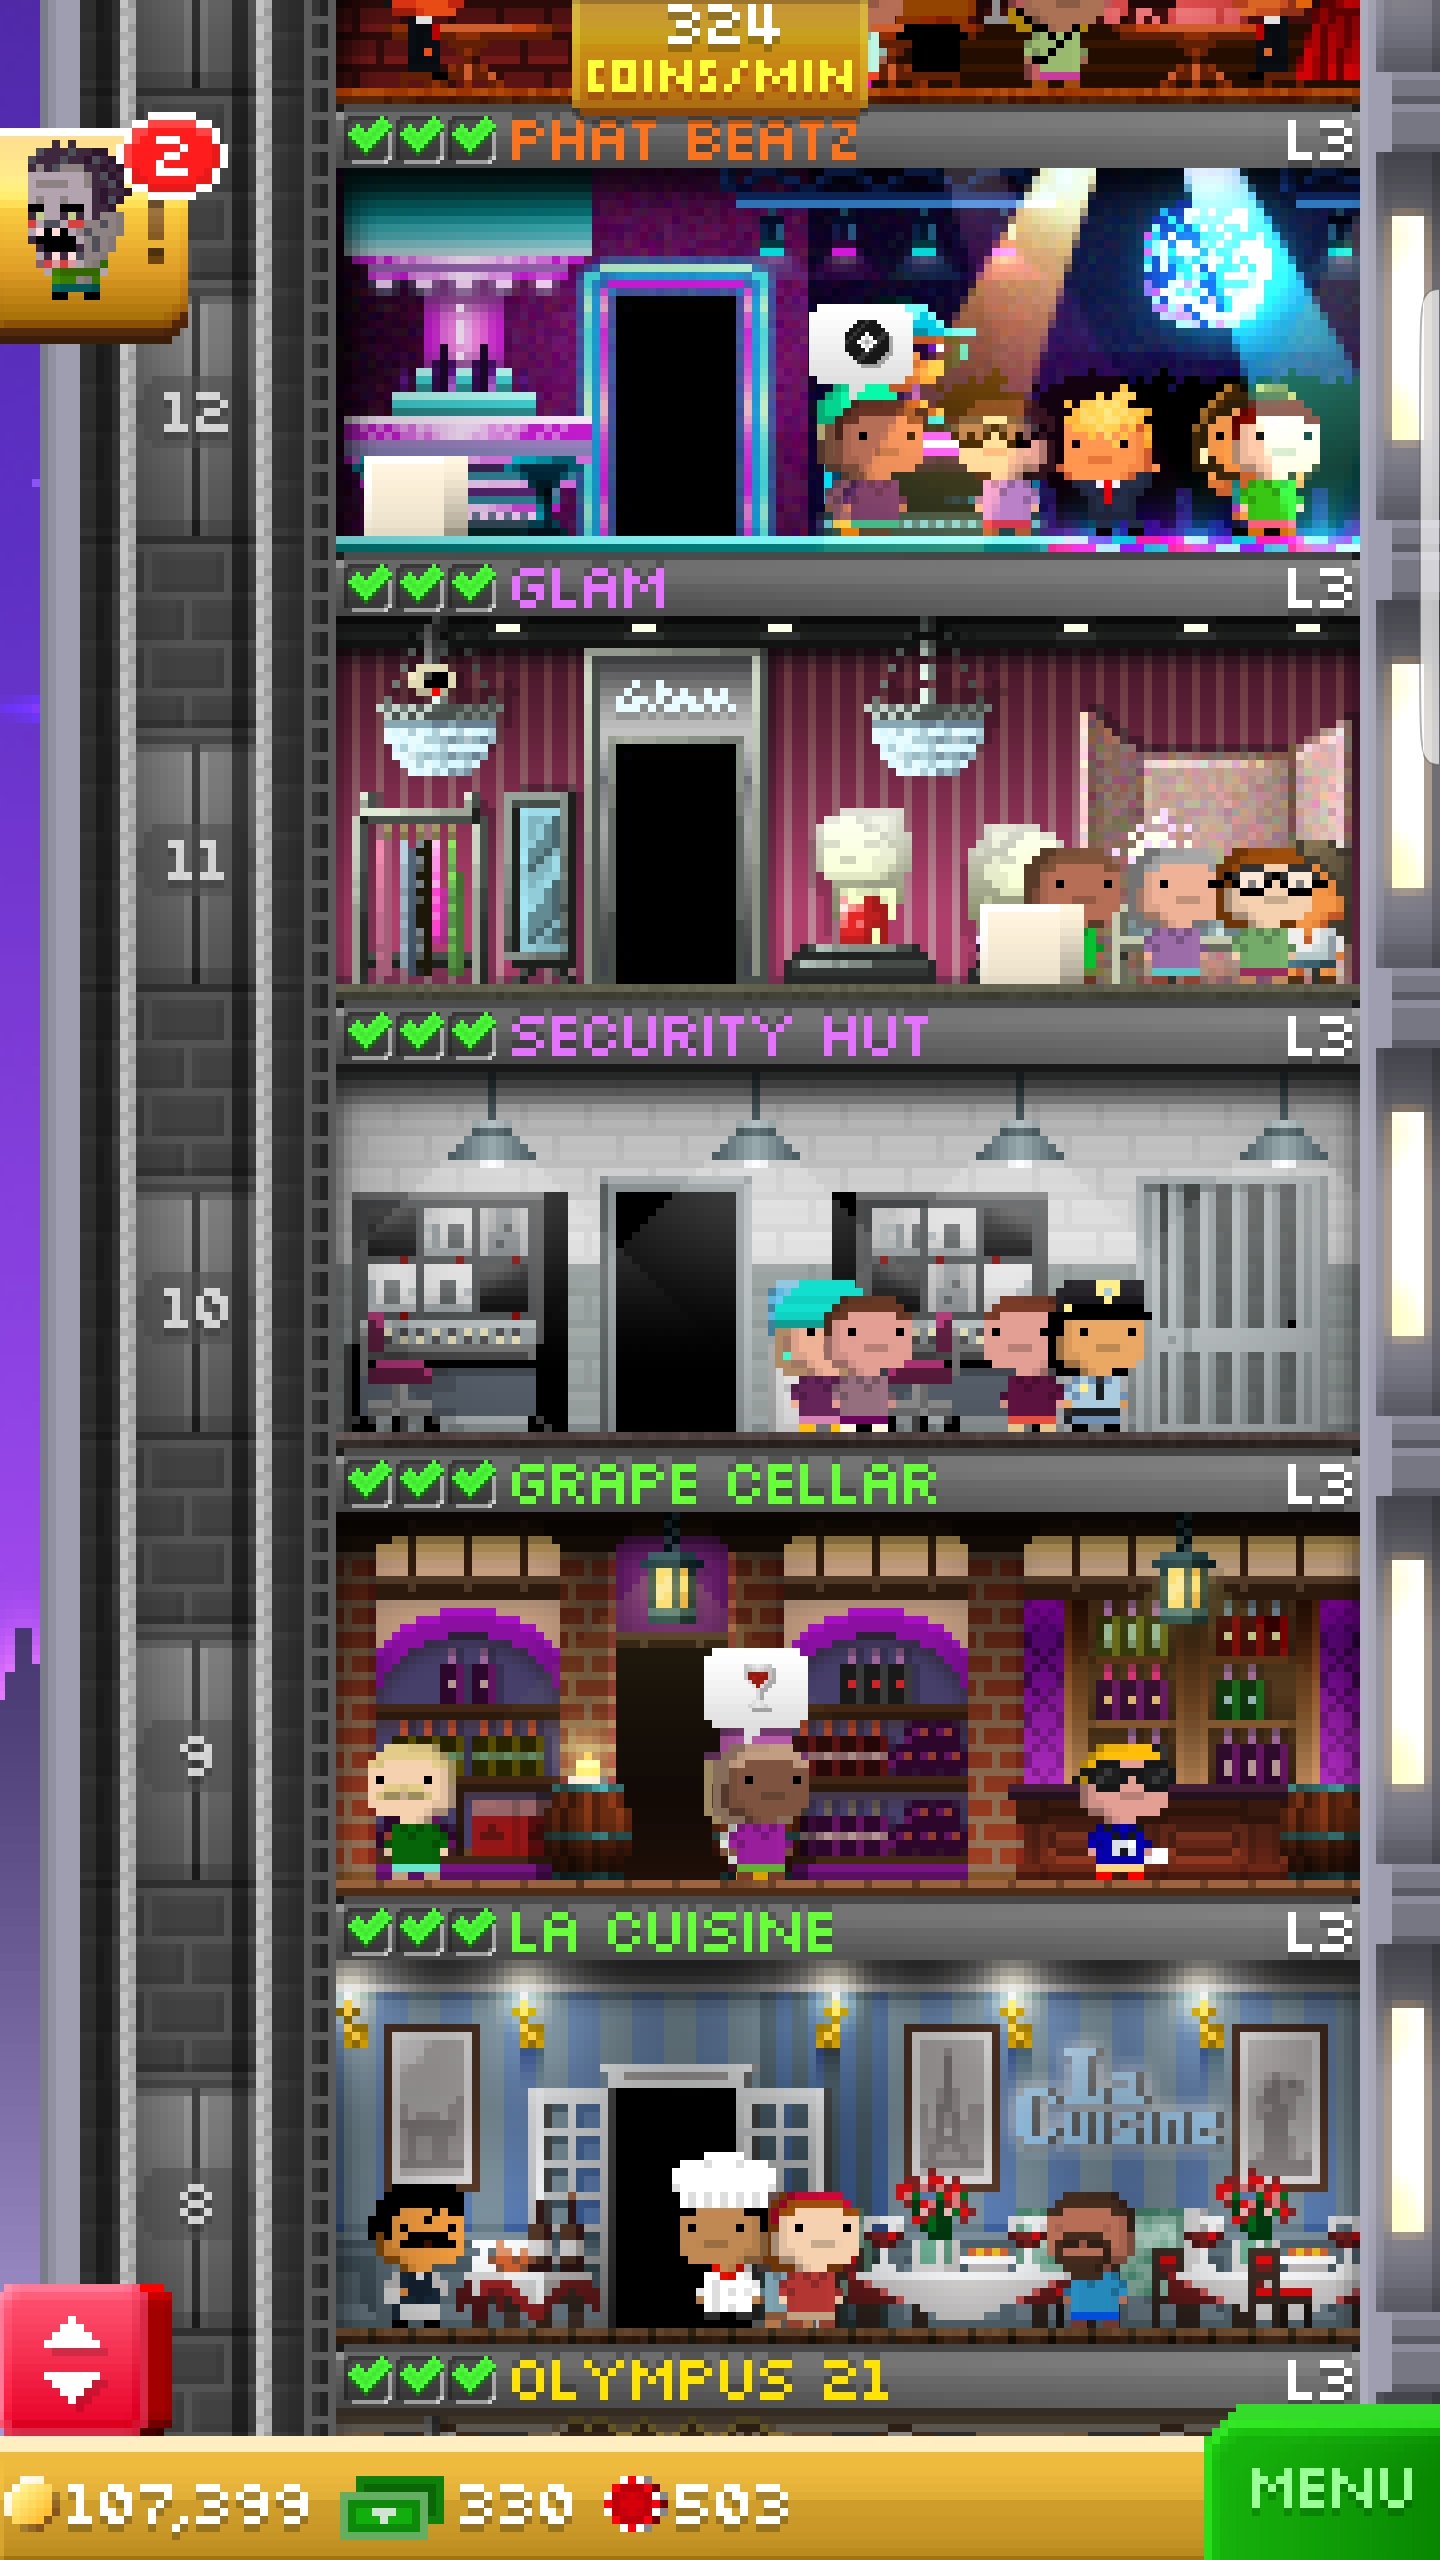 324
COINS/MIN
PHAT BEATZ L3
2
!
12
GLAM L3
Glam
11
SECURITY HUT L3
10
GRAPE CELLAR L3
9
LA CUISINE L3
La
Cuisine
8
OLYMPUS 21 L3
107,399 330 503
MENU